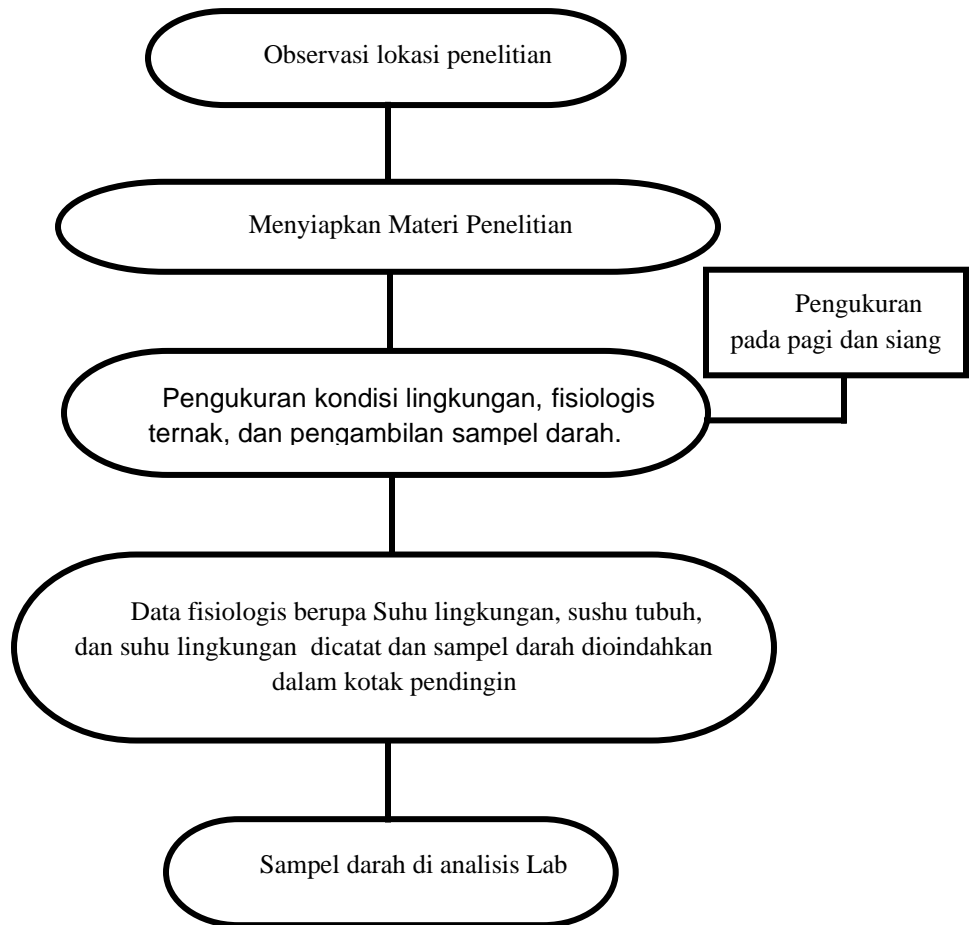 Observasi lokasi penelitian
Menyiapkan Materi Penelitian
Pengukuran
pada pagi dan siang
Pengukuran kondisi lingkungan, fisiologis
ternak, dan pengambilan sampel darah.
Data fisiologis berupa Suhu lingkungan, sushu tubuh,
dan suhu lingkungan dicatat dan sampel darah dioindahkan
dalam kotak pendingin
Sampel darah di analisis Lab